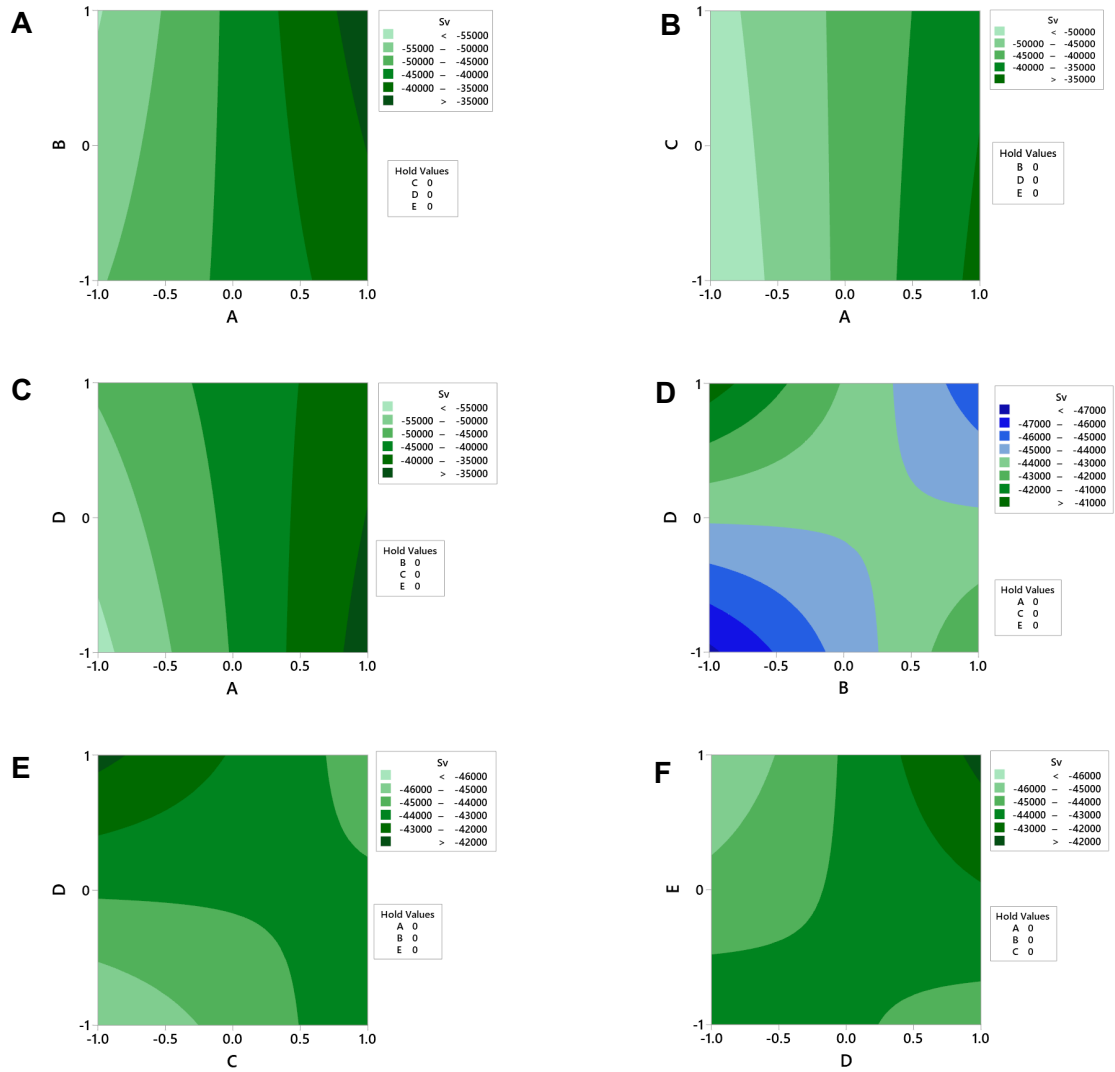 A
B
1
0
-1
-1.0 -0.5 0.0 0.5 1.0
A
Sv
< -55000
-55000 – -50000
-50000 – -45000
-45000 – -40000
-40000 – -35000
> -35000
Hold Values
C 0
D 0
E 0
B
C
1
0
-1
-1.0 -0.5 0.0 0.5 1.0
A
Sv
< -50000
-50000 – -45000
-45000 – -40000
-40000 – -35000
> -35000
Hold Values
B 0
D 0
E 0
C
D
1
0
-1
-1.0 -0.5 0.0 0.5 1.0
A
Sv
< -55000
-55000 – -50000
-50000 – -45000
-45000 – -40000
-40000 – -35000
> -35000
Hold Values
B 0
C 0
E 0
D
D
1
0
-1
-1.0 -0.5 0.0 0.5 1.0
B
Sv
< -47000
-47000 – -46000
-46000 – -45000
-45000 – -44000
-44000 – -43000
-43000 – -42000
-42000 – -41000
> -41000
Hold Values
A 0
C 0
E 0
E
D
1
0
-1
-1.0 -0.5 0.0 0.5 1.0
C
Sv
< -46000
-46000 – -45000
-45000 – -44000
-44000 – -43000
-43000 – -42000
> -42000
Hold Values
A 0
B 0
E 0
F
E
1
0
-1
-1.0 -0.5 0.0 0.5 1.0
D
Sv
< -46000
-46000 – -45000
-45000 – -44000
-44000 – -43000
-43000 – -42000
> -42000
Hold Values
A 0
B 0
C 0